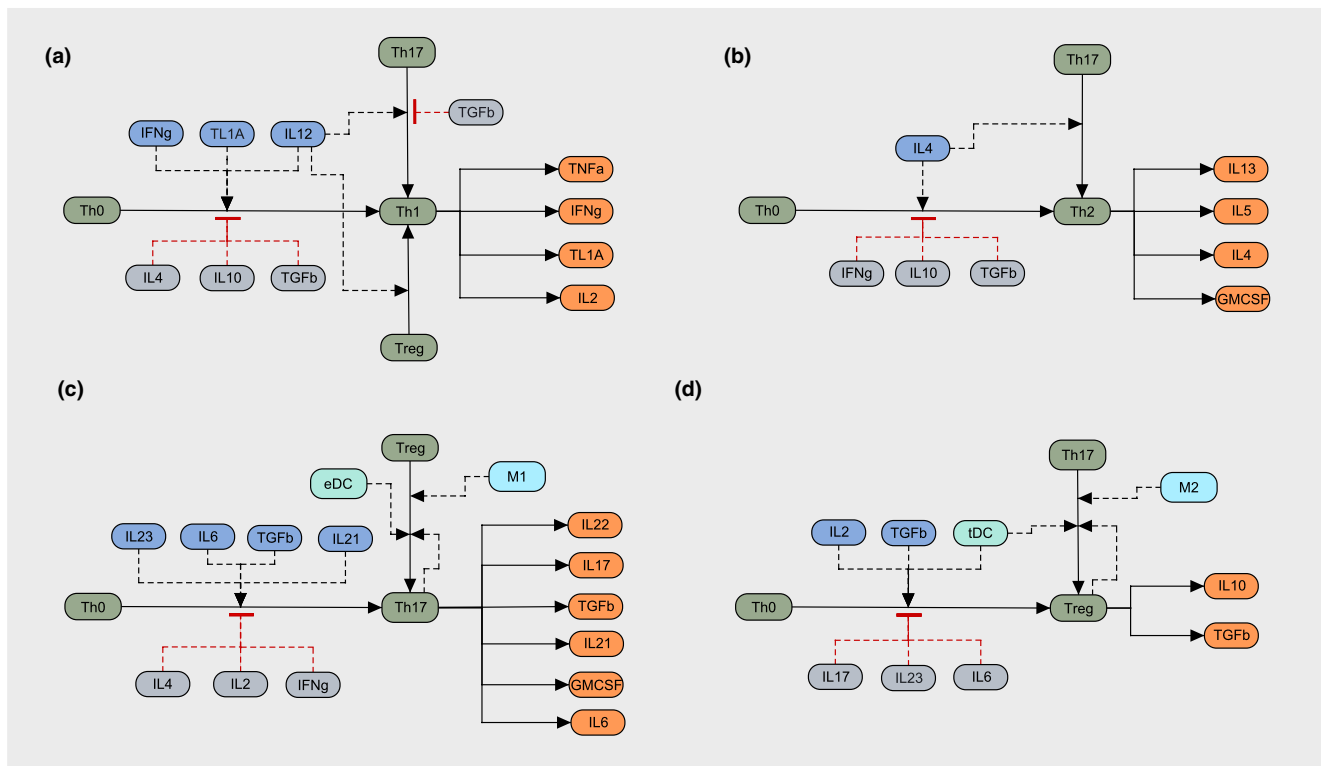 (a)
Th17
TGFb
IFNg
TL1A
IL12
Th0
Th1
IL4
IL10
TGFb
Treg
TNFa
IFNg
TL1A
IL2
(b)
Th17
IL4
Th0
Th2
IFNg
IL10
TGFb
IL13
IL5
IL4
GMCSF
(c)
Treg
eDC
M1
IL23
IL6
TGFb
IL21
Th0
Th17
IL4
IL2
IFNg
IL22
IL17
TGFb
IL21
GMCSF
IL6
(d)
Th17
M2
IL2
TGFb
tDC
Th0
Treg
IL17
IL23
IL6
IL10
TGFb